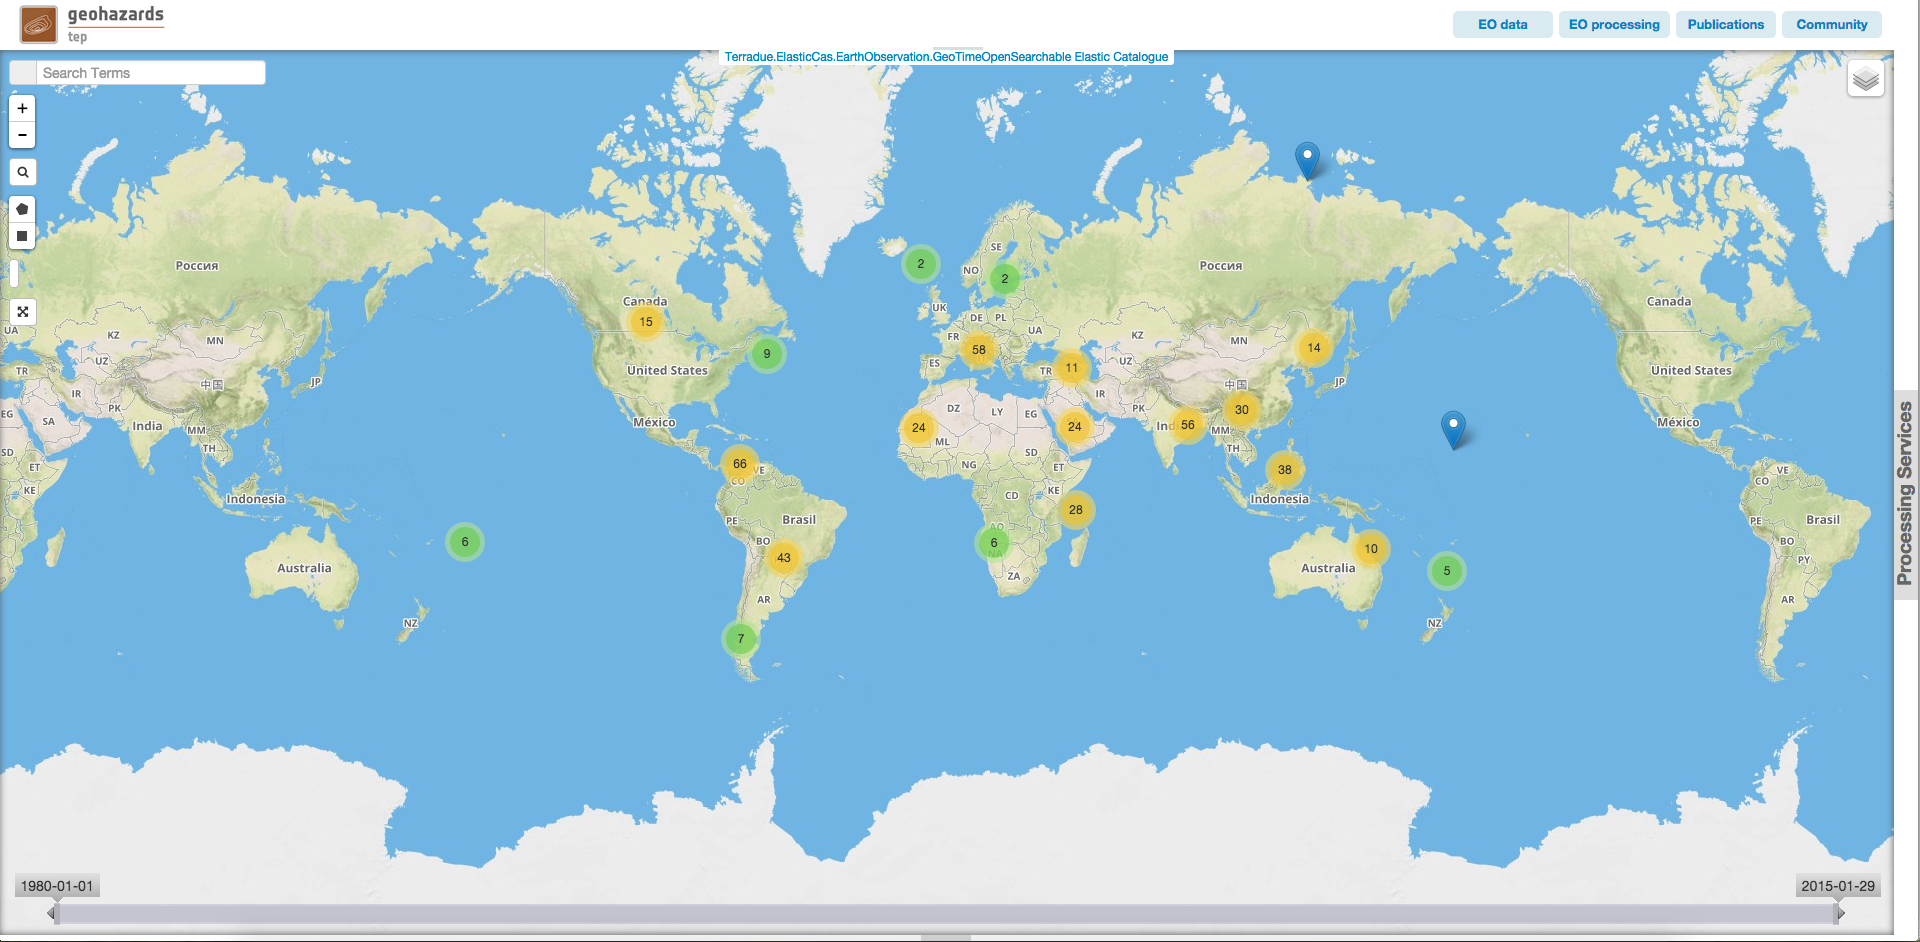 geohazards
tep
EO data
EO processing
Publications
Community
Terradue.ElasticCas.EarthObservation.GeoTimeOpenSearchable Elastic Catalogue
Search Terms
+
−
Россия
Canada
United States
México
KZ
MN
UA
UZ
TR
IR
中国
JP
PK
EG
SA
India
MM
TH
SD
ET
KE
Indonesia
Australia
NZ
15
9
66
VE
CO
PE
Brasil
BO
43
AR
7
6
2
SE
NO
2
UK
DE
PL
FR
UA
58
ES
TR
11
DZ
LY
EG
24
ML
24
NG
SD
ET
CD
KE
28
AO
6
NA
ZA
Россия
KZ
MN
14
UZ
IR
中国
JP
PK
30
Ind
56
MM
TH
38
Indonesia
10
Australia
5
NZ
Canada
United States
México
VE
CO
PE
Brasil
BO
PY
AR
Processing Services
1980-01-01
2015-01-29